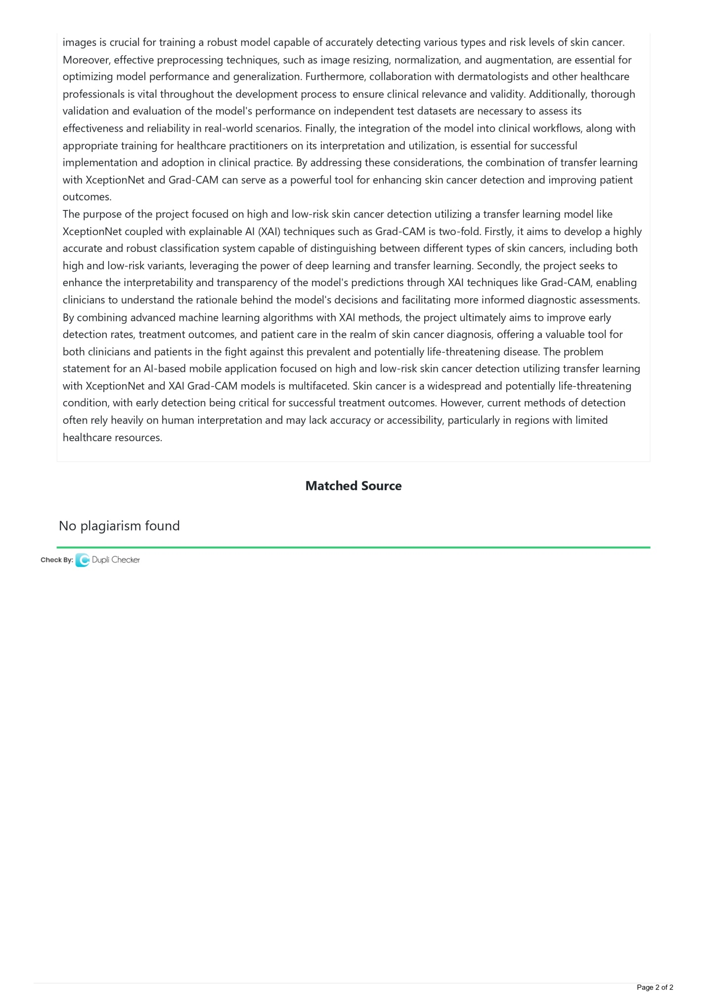 images is crucial for training a robust model capable of accurately detecting various types and risk levels of skin cancer.
Moreover, effective preprocessing techniques, such as image resizing, normalization, and augmentation, are essential for
optimizing model performance and generalization. Furthermore, collaboration with dermatologists and other healthcare
professionals is vital throughout the development process to ensure clinical relevance and validity. Additionally, thorough
validation and evaluation of the model's performance on independent test datasets are necessary to assess its
effectiveness and reliability in real-world scenarios. Finally, the integration of the model into clinical workflows, along with
appropriate training for healthcare practitioners on its interpretation and utilization, is essential for successful
implementation and adoption in clinical practice. By addressing these considerations, the combination of transfer learning
with XceptionNet and Grad-CAM can serve as a powerful tool for enhancing skin cancer detection and improving patient
outcomes.
The purpose of the project focused on high and low-risk skin cancer detection utilizing a transfer learning model like
XceptionNet coupled with explainable AI (XAI) techniques such as Grad-CAM is two-fold. Firstly, it aims to develop a highly
accurate and robust classification system capable of distinguishing between different types of skin cancers, including both
high and low-risk variants, leveraging the power of deep learning and transfer learning. Secondly, the project seeks to
enhance the interpretability and transparency of the model's predictions through XAI techniques like Grad-CAM, enabling
clinicians to understand the rationale behind the model's decisions and facilitating more informed diagnostic assessments.
By combining advanced machine learning algorithms with XAI methods, the project ultimately aims to improve early
detection rates, treatment outcomes, and patient care in the realm of skin cancer diagnosis, offering a valuable tool for
both clinicians and patients in the fight against this prevalent and potentially life-threatening disease. The problem
statement for an AI-based mobile application focused on high and low-risk skin cancer detection utilizing transfer learning
with XceptionNet and XAI Grad-CAM models is multifaceted. Skin cancer is a widespread and potentially life-threatening
condition, with early detection being critical for successful treatment outcomes. However, current methods of detection
often rely heavily on human interpretation and may lack accuracy or accessibility, particularly in regions with limited
healthcare resources.
Matched Source
No plagiarism found
Check By: Dupli Checker
Page 2 of 2